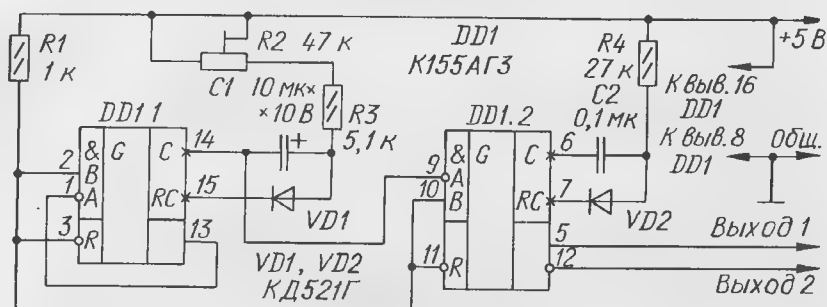 R1
1 к
R2 47 к
C1
10 мк×
×10 В
R3
5,1 к
DD1
К155АГ3
R4
27 к
C2
0,1 мк
+5 В
К выв. 16
DD1
К выв. 8
DD1
Общ.
DD1 1
2
1
3
&
B
A
R
G
C
RC
14
15
13
VD1
VD1, VD2
КД521Г
DD1.2
9
10
11
&
A
B
R
G
C
RC
6
7
5
12
VD2
Выход 1
Выход 2